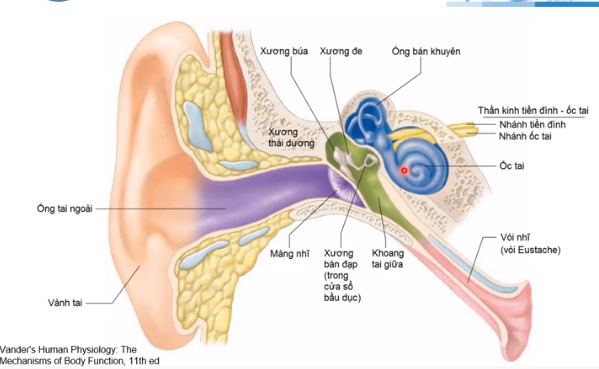 Xương búa
Xương đe
Ống bán khuyên
Thần kinh tiền đình - ốc tai
Nhánh tiền đình
Nhánh ốc tai
Xương
thái dương
Ốc tai
Ống tai ngoài
Màng nhĩ
Xương
bàn đạp
(trong
cửa sổ
bầu dục)
Khoang
tai giữa
Vòi nhĩ
(vòi Eustache)
Vành tai
Vander's Human Physiology: The
Mechanisms of Body Function, 11th ed